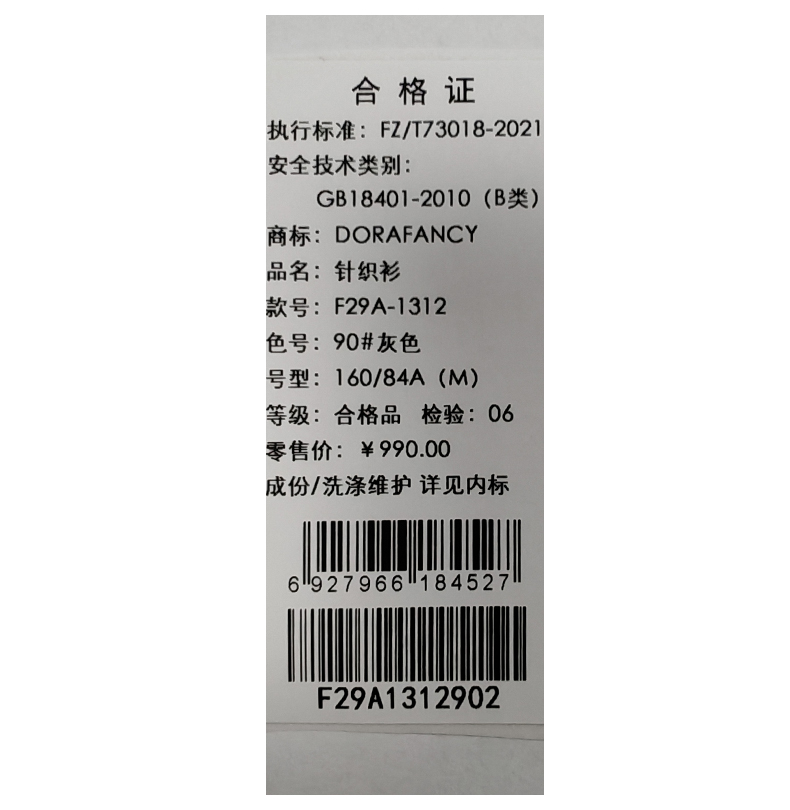 合格证
执行标准：FZ/T73018-2021
安全技术类别：
GB18401-2010（B类）
商标：DORAFANCY
品名：针织衫
款号：F29A-1312
色号：90#灰色
号型：160/84A（M）
等级：合格品 检验：06
零售价：￥990.00
成份/洗涤维护 详见内标
6 927966 184527
F29A1312902